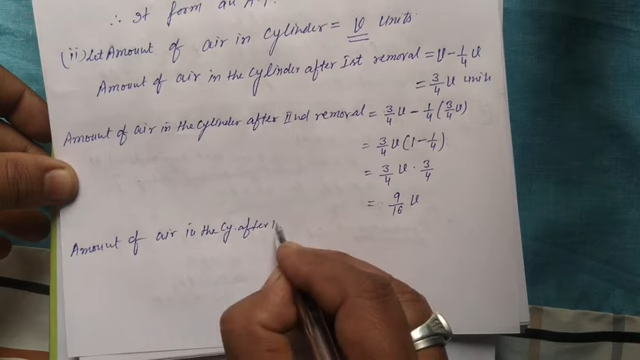 ∴ It form an A.P.
(ii) Let Amount of air in cylinder = V units.
Amount of air in the cylinder after Ist removal = V - 1/4 V
= 3/4 V units
Amount of air in the cylinder after IInd removal = 3/4 V - 1/4 (3/4 V)
= 3/4 V (1 - 1/4)
= 3/4 V . 3/4
= 9/16 V
Amount of air in the cy. after